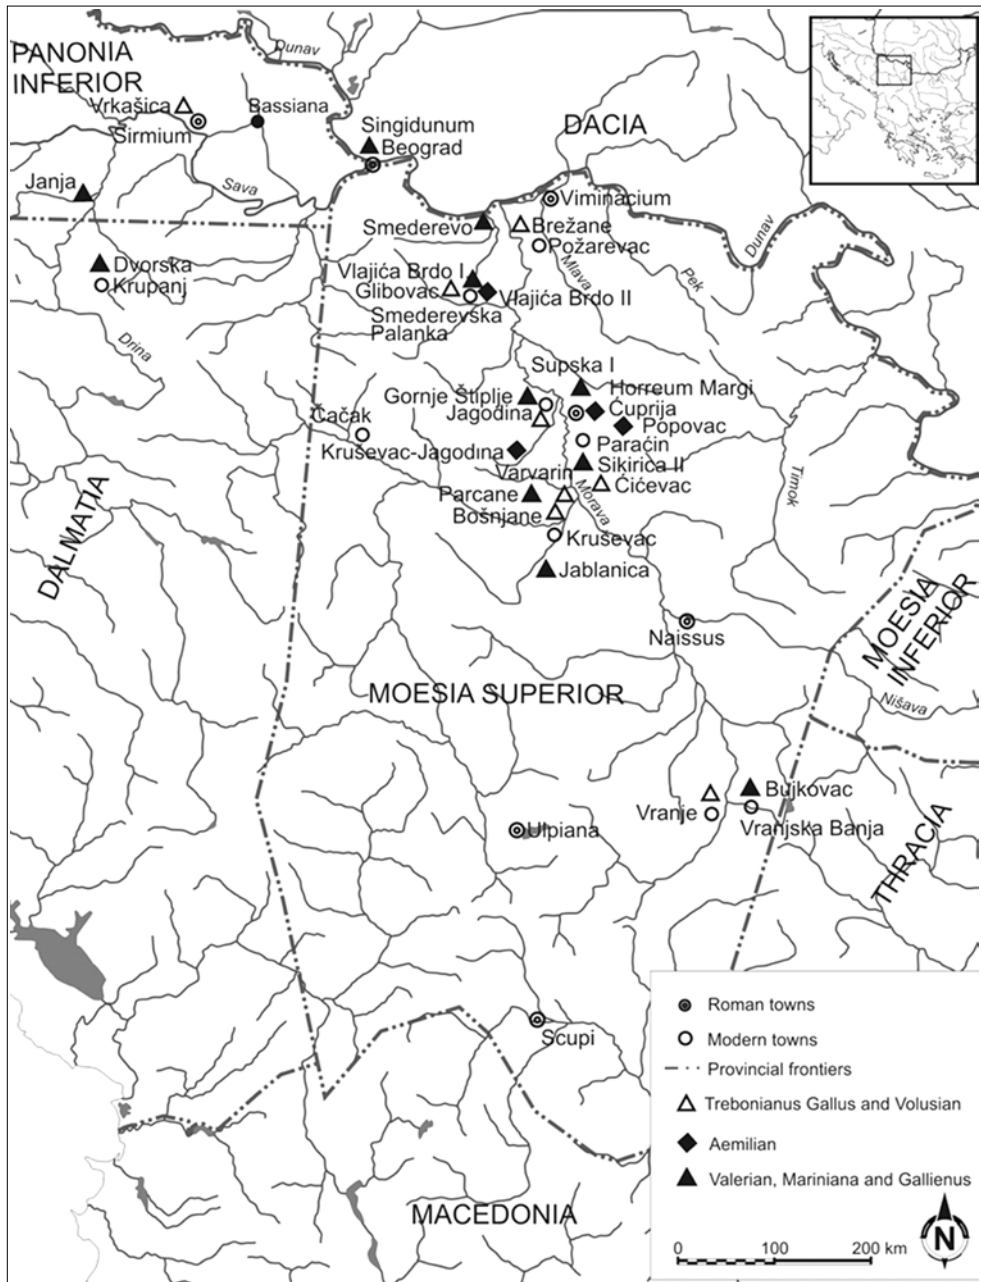 PANONIA
INFERIOR
Dunav
Vrkašica
Sirmium
Bassiana
Singidunum
Beograd
DACIA
Janja
Sava
Viminacium
Smederevo
Brežane
Požarevac
Dunav
Dvorska
Krupanj
Vlajića Brdo I
Glibovac
Vlajića Brdo II
Smederevska
Palanka
Mlava
Pek
Drina
Supska I
Gornje Štiplje
Horreum Margi
Jagodina
Ćuprija
Čačak
Popovac
Kruševac-Jagodina
Paraćin
Varvarin
Sikirica II
Parcane
Ćićevac
Morava
Timok
Bošnjane
Kruševac
Jablanica
DALMATIA
Naissus
MOESIA
INFERIOR
MOESIA SUPERIOR
Nišava
Bujkovac
Vranje
Vranjska Banja
Ulpiana
THRACIA
Scupi
MACEDONIA
Roman towns
Modern towns
Provincial frontiers
Trebonianus Gallus and Volusian
Aemilian
Valerian, Mariniana and Gallienus
0 100 200 km
N